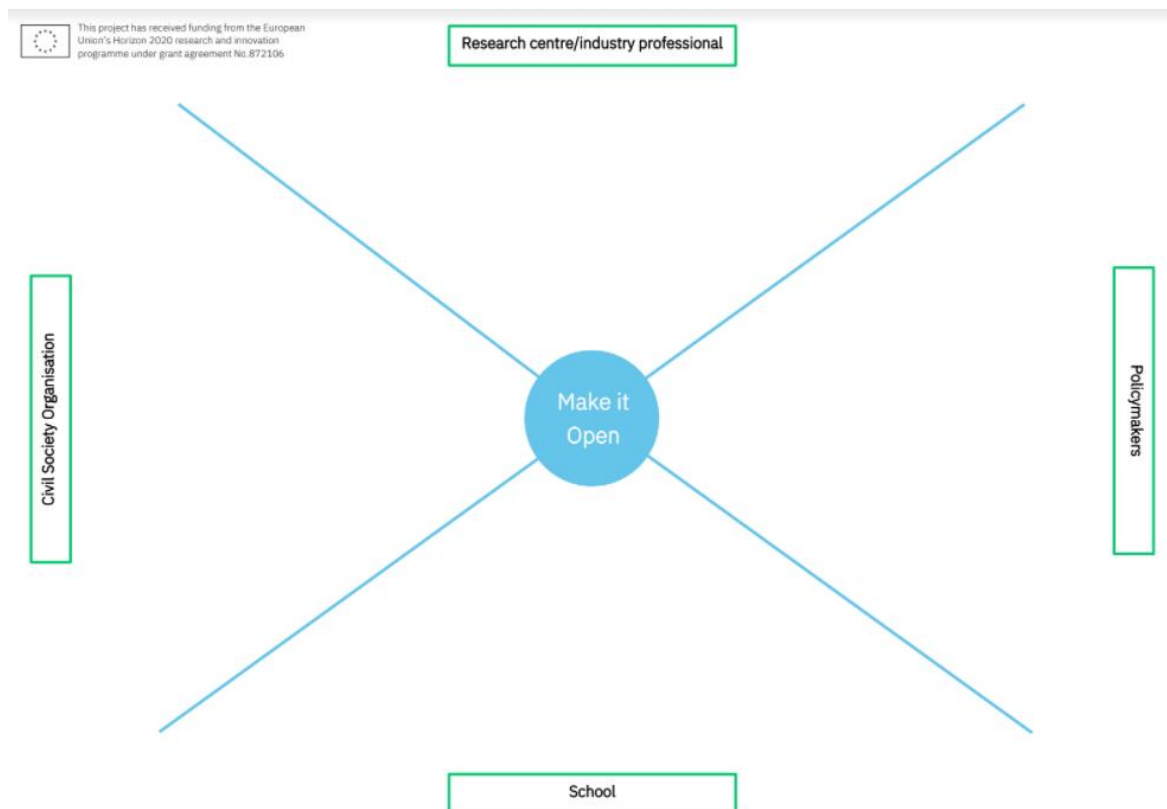 This project has received funding from the European
Union's Horizon 2020 research and innovation
programme under grant agreement No.872106
Research centre/industry professional
Civil Society Organisation
Make it
Open
Policymakers
School